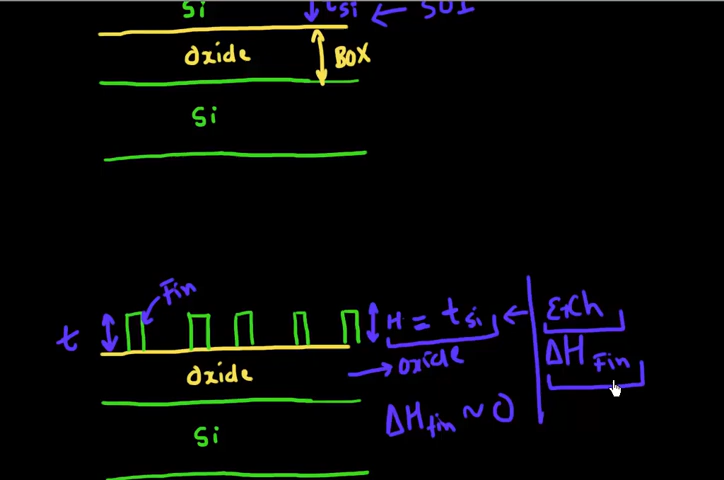 Si
tsi ← SOI
Oxide
BOX
Si
Fin
t
H = tsi ←
Etch
oxide
ΔH Fin
Oxide
ΔHfin ~ 0
Si